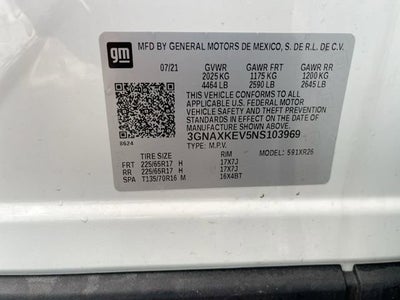 gm
MFD BY GENERAL MOTORS DE MEXICO, S. DE R.L. DE C.V.
07/21 GVWR GAWR FRT GAWR RR
2025 KG 1175 KG 1200 KG
4464 LB 2590 LB 2645 LB
THIS VEHICLE CONFORMS TO ALL
APPLICABLE U.S. FEDERAL MOTOR
VEHICLE SAFETY, BUMPER, AND
THEFT PREVENTION STANDARDS IN
EFFECT ON THE DATE OF
MANUFACTURE SHOWN ABOVE.
3GNAXKEV5NS103969
8624 TYPE: M.P.V. MODEL: 591XR26
TIRE SIZE RIM
FRT 225/65R17 H 17X7J
RR 225/65R17 H 17X7J
SPA T135/70R16 M 16X4BT